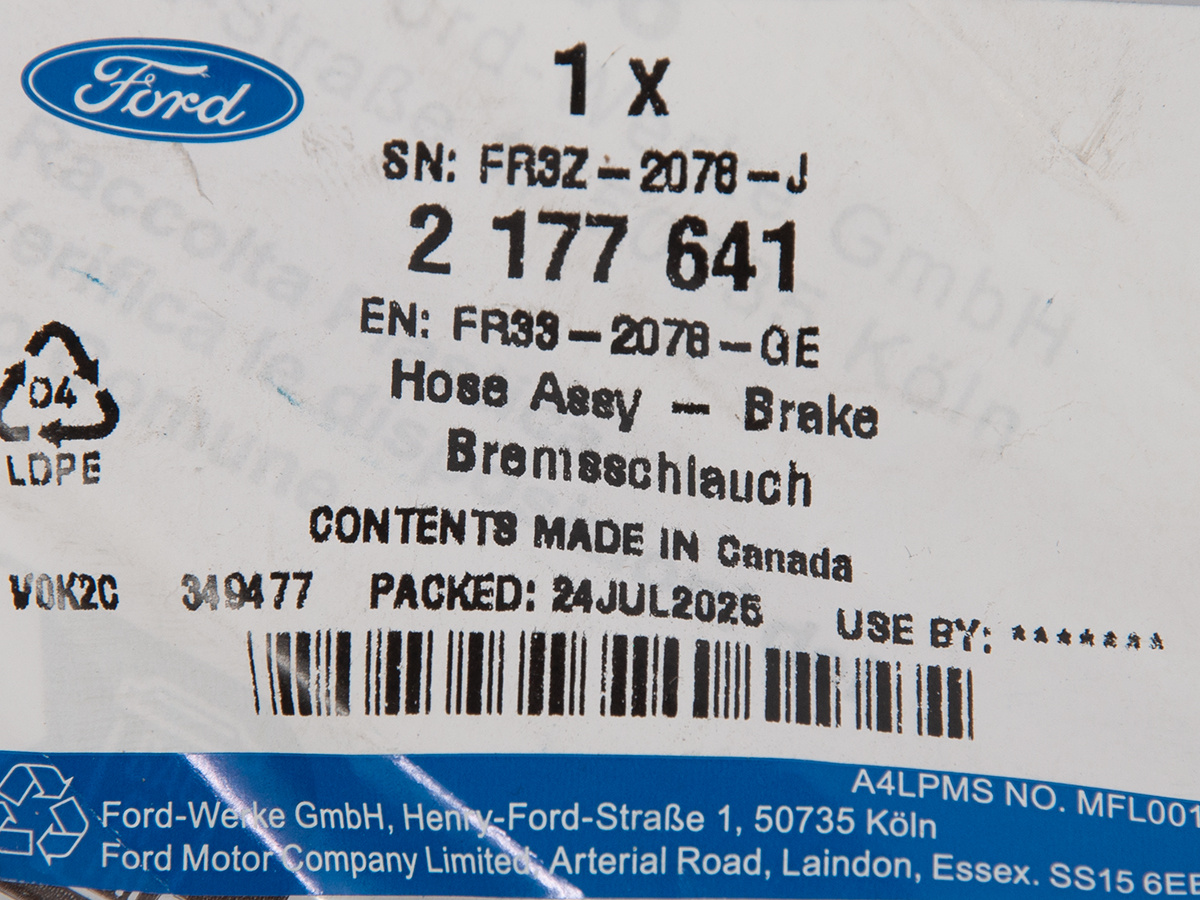 Ford
1 x
SN: FR3Z-2078-J
2 177 641
EN: FR33-2078-GE
Hose Assy - Brake
Bremsschlauch
04
LDPE
CONTENTS MADE IN Canada
V0K2C 349477 PACKED: 24JUL2025 USE BY: *******
A4LPMS NO. MFL001
Ford-Werke GmbH, Henry-Ford-Straße 1, 50735 Köln
Ford Motor Company Limited, Arterial Road, Laindon, Essex. SS15 6EE